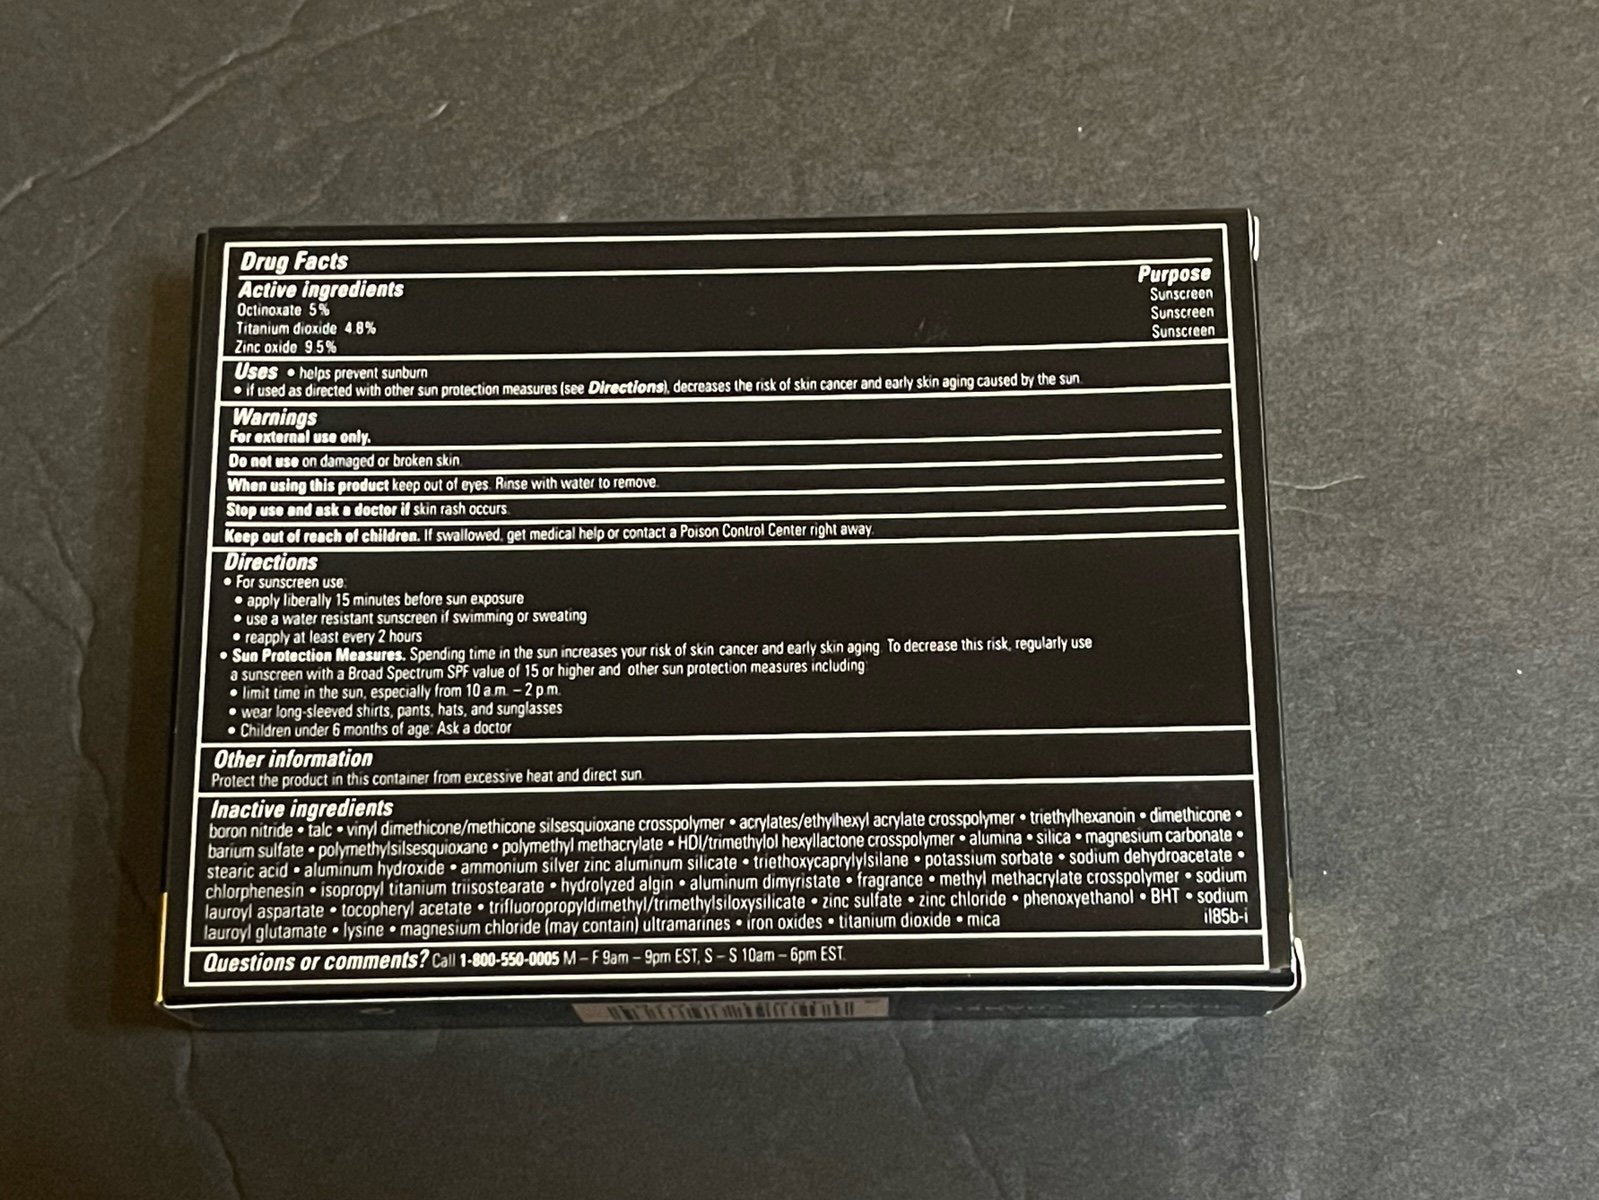 Drug Facts
Active ingredients Purpose
Octinoxate 5% Sunscreen
Titanium dioxide 4.8% Sunscreen
Zinc oxide 9.5% Sunscreen
Uses • helps prevent sunburn
• if used as directed with other sun protection measures (see Directions), decreases the risk of skin cancer and early skin aging caused by the sun.
Warnings
For external use only.
Do not use on damaged or broken skin.
When using this product keep out of eyes. Rinse with water to remove.
Stop use and ask a doctor if skin rash occurs.
Keep out of reach of children. If swallowed, get medical help or contact a Poison Control Center right away.
Directions
• For sunscreen use:
• apply liberally 15 minutes before sun exposure
• use a water resistant sunscreen if swimming or sweating
• reapply at least every 2 hours
• Sun Protection Measures. Spending time in the sun increases your risk of skin cancer and early skin aging. To decrease this risk, regularly use
a sunscreen with a Broad Spectrum SPF value of 15 or higher and other sun protection measures including:
• limit time in the sun, especially from 10 a.m. – 2 p.m.
• wear long-sleeved shirts, pants, hats, and sunglasses
• Children under 6 months of age: Ask a doctor
Other information
Protect the product in this container from excessive heat and direct sun.
Inactive ingredients
boron nitride • talc • vinyl dimethicone/methicone silsesquioxane crosspolymer • acrylates/ethylhexyl acrylate crosspolymer • triethylhexanoin • dimethicone •
barium sulfate • polymethylsilsesquioxane • polymethyl methacrylate • HDI/trimethylol hexyllactone crosspolymer • alumina • silica • magnesium carbonate •
stearic acid • aluminum hydroxide • ammonium silver zinc aluminum silicate • triethoxycaprylylsilane • potassium sorbate • sodium dehydroacetate •
chlorphenesin • isopropyl titanium triisostearate • hydrolyzed algin • aluminum dimyristate • fragrance • methyl methacrylate crosspolymer • sodium
lauroyl aspartate • tocopheryl acetate • trifluoropropyldimethyl/trimethylsiloxysilicate • zinc sulfate • zinc chloride • phenoxyethanol • BHT • sodium
lauroyl glutamate • lysine • magnesium chloride (may contain) ultramarines • iron oxides • titanium dioxide • mica il85b-i
Questions or comments? Call 1-800-550-0005 M – F 9am – 9pm EST, S – S 10am – 6pm EST.